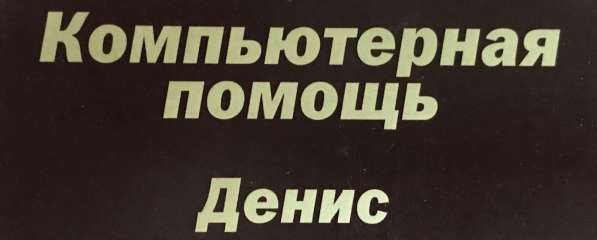 Компьютерная
помощь
Денис